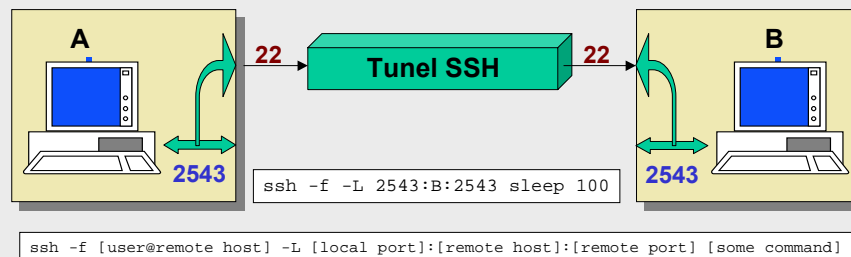 A
B
22
Tunel SSH
22
2543
2543
ssh -f -L 2543:B:2543 sleep 100
ssh -f [user@remote host] -L [local port]:[remote host]:[remote port] [some command]